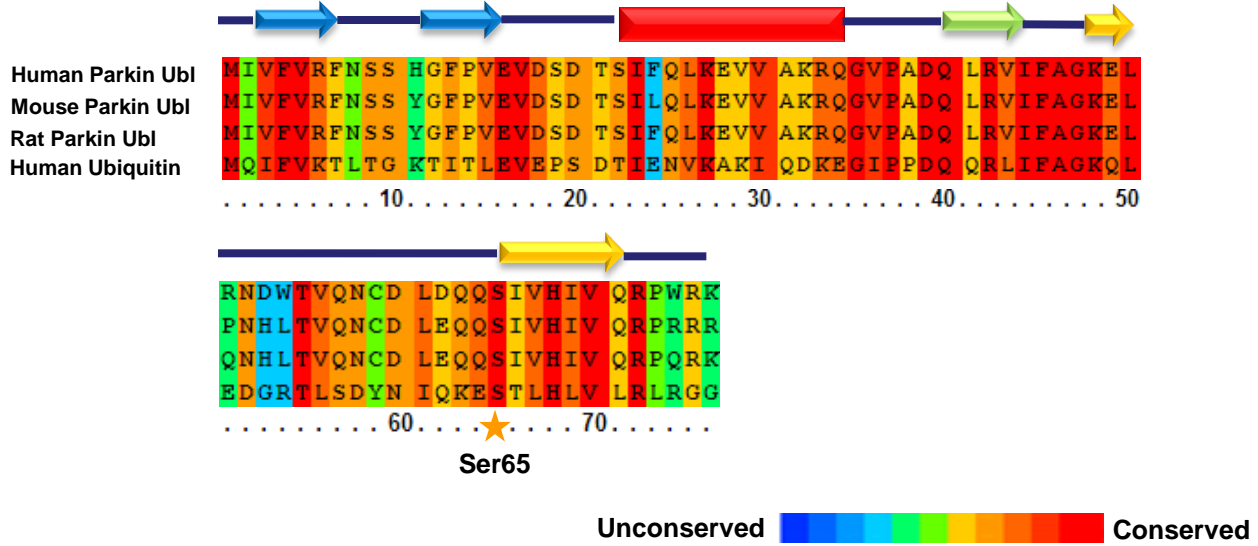 Human Parkin Ubl MIVFVRFNSS HGFPVEVDSD TSIFQLKEVV AKRQGVPADQ LRVIFAGKEL
Mouse Parkin Ubl MIVFVRFNSS YGFPVEVDSD TSILQLKEVV AKRQGVPADQ LRVIFAGKEL
Rat Parkin Ubl MIVFVRFNSS YGFPVEVDSD TSIFQLKEVV AKRQGVPADQ LRVIFAGKEL
Human Ubiquitin MQIFVKTLTG KTITLEVEPS DTIENVKAKI QDKEGIPPDQ QRLIFAGKQL
. . . . . . . . . 10. . . . . . . . 20. . . . . . . . 30. . . . . . . . 40. . . . . . . . 50
RNDWTVQNCD LDQQSIVHIV QRPWRK
PNHLTVQNCD LEQQSIVHIV QRPRRR
QNHLTVQNCD LEQQSIVHIV QRPQRK
EDGRTLSDYN IQKESTLHLV LRLRGG
. . . . . . . . . 60. . . . . . . . 70. . . . . .
Ser65
Unconserved Conserved